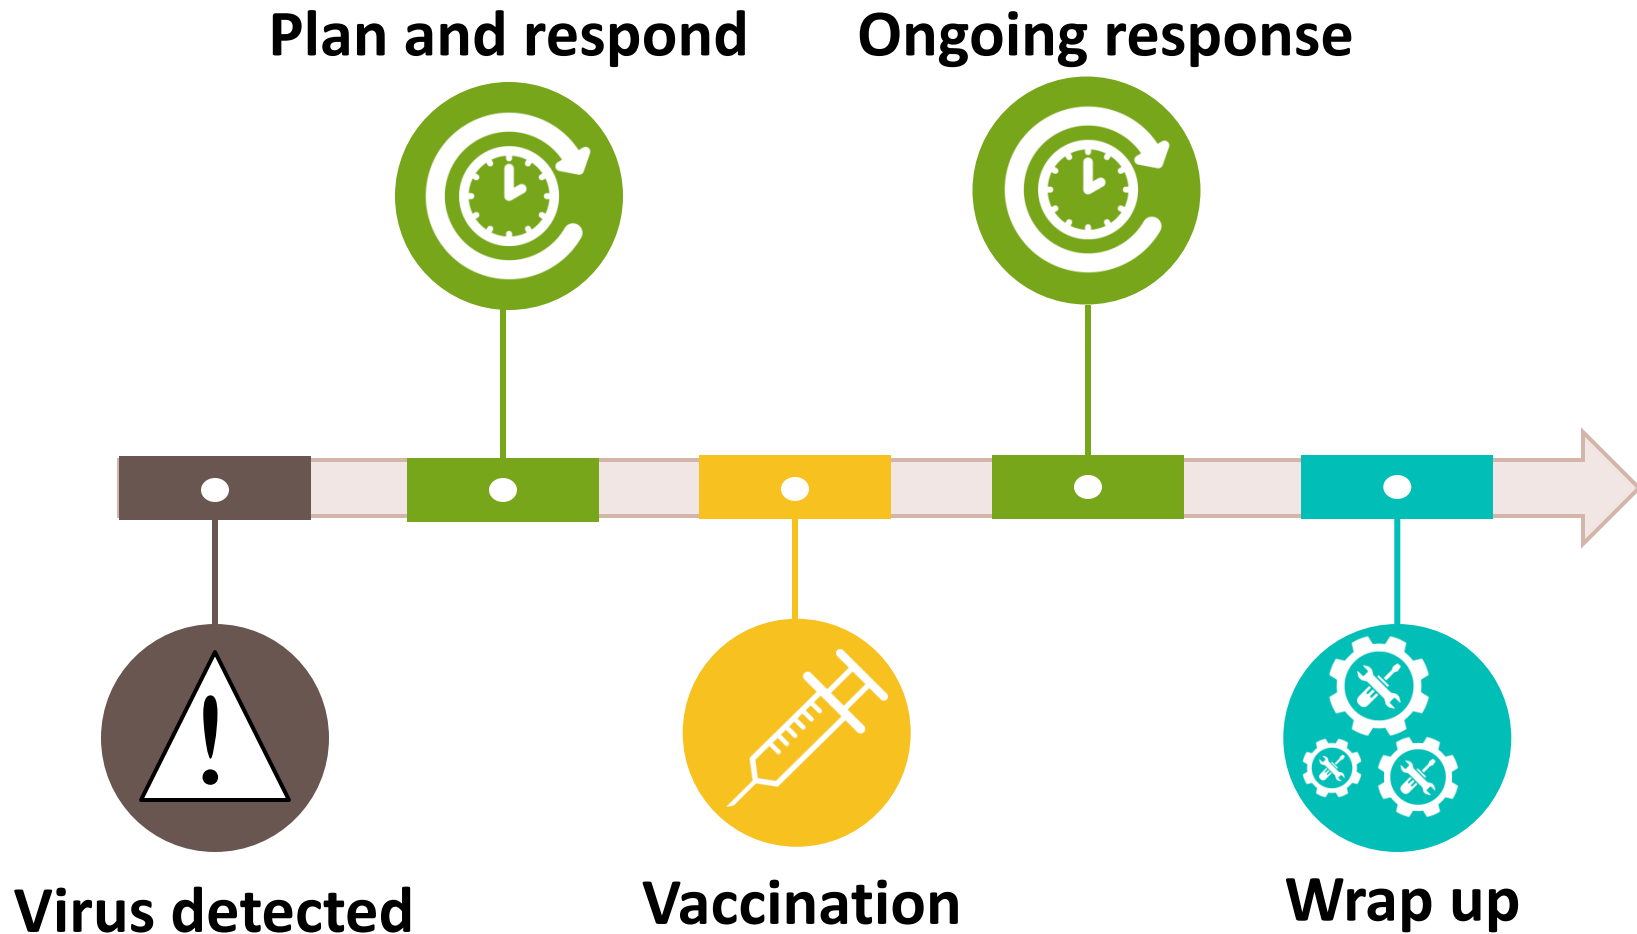 Plan and respond
Ongoing response
Virus detected
Vaccination
Wrap up